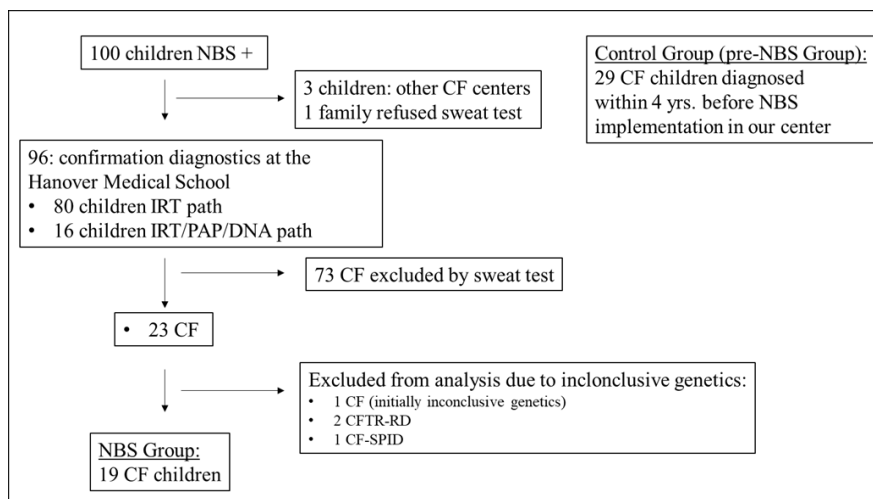 100 children NBS +
3 children: other CF centers
1 family refused sweat test
Control Group (pre-NBS Group):
29 CF children diagnosed
within 4 yrs. before NBS
implementation in our center
96: confirmation diagnostics at the
Hanover Medical School
• 80 children IRT path
• 16 children IRT/PAP/DNA path
73 CF excluded by sweat test
• 23 CF
Excluded from analysis due to inclonclusive genetics:
• 1 CF (initially inconclusive genetics)
• 2 CFTR-RD
• 1 CF-SPID
NBS Group:
19 CF children